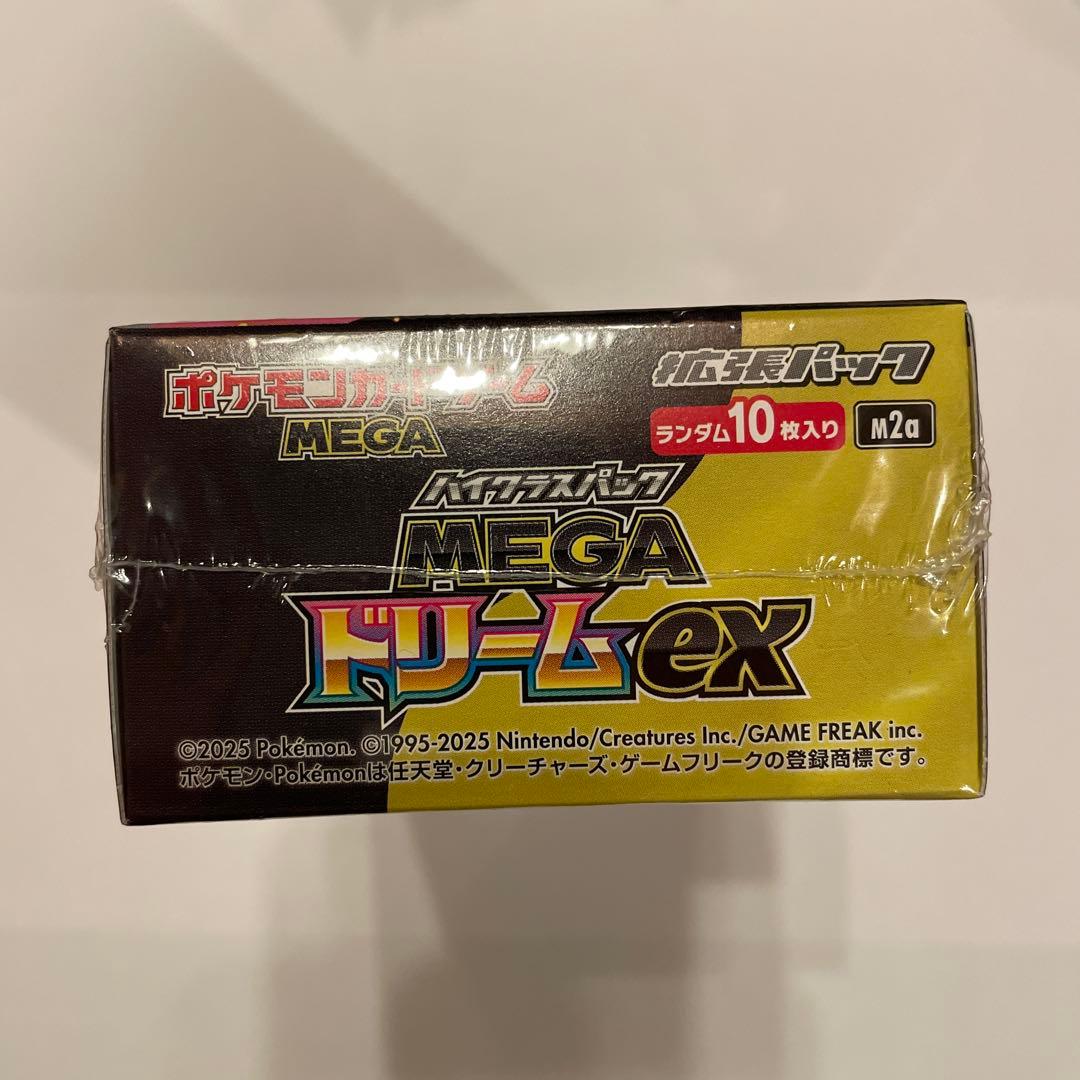 ポケモンカードゲーム
MEGA
拡張パック
ランダム10枚入り
M2a
ハイクラスパック
MEGA
ドリームex
©2025 Pokémon. ©1995-2025 Nintendo/Creatures Inc./GAME FREAK inc.
ポケモン・Pokémonは任天堂・クリーチャーズ・ゲームフリークの登録商標です。